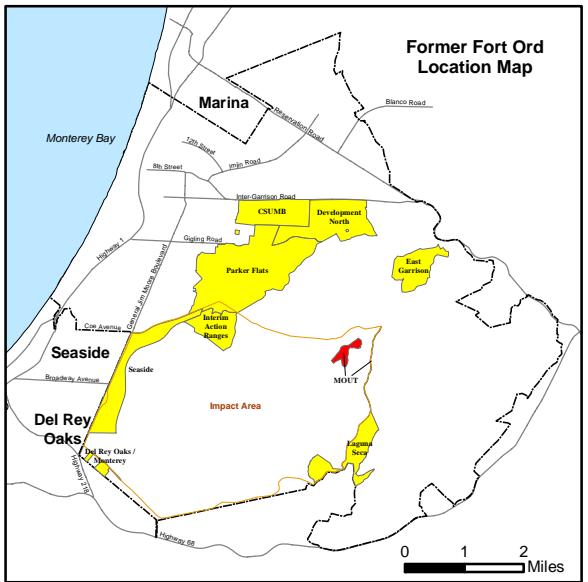 Former Fort Ord
Location Map
Marina
Blanco Road
Reservation Road
Monterey Bay
12th Street
Imjin Road
8th Street
Inter-Garrison Road
CSUMB
Development
North
Gigling Road
Highway 1
General Jim Moore Boulevard
East
Garrison
Parker Flats
Interim
Action
Ranges
Coe Avenue
Seaside
Seaside
Broadway Avenue
MOUT
Impact Area
Del Rey
Oaks
Del Rey Oaks /
Monterey
Laguna
Seca
Highway 218
Highway 68
0 1 2
Miles